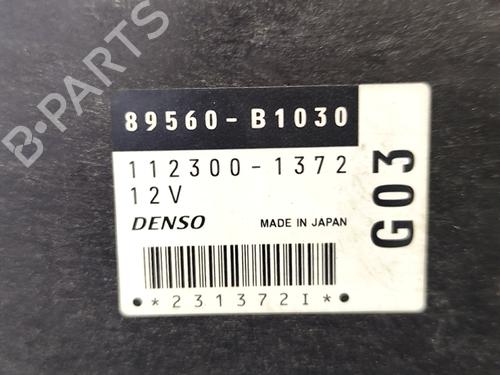 89560-B1030
112300-1372
12V
DENSO MADE IN JAPAN
*231372I*
G03
B-PARTS